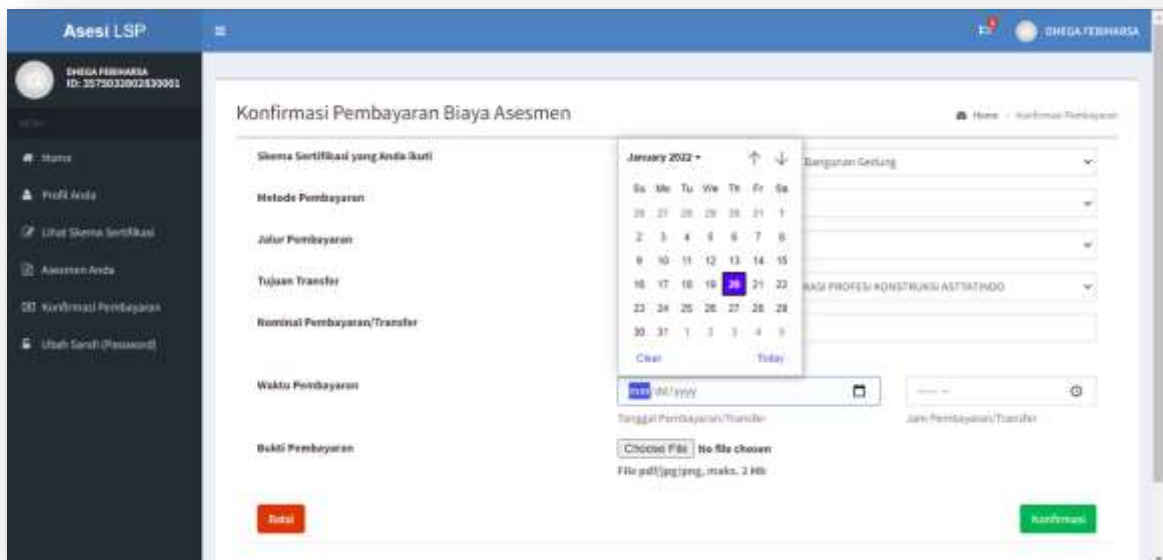 Asesi LSP
DHEGA FEBIHARSA
DHEGA FEBIHARSA
ID: 3575032002830001
MENU
Home
Profil Anda
Lihat Skema Sertifikasi
Asesmen Anda
Konfirmasi Pembayaran
Ubah Sandi (Password)
Konfirmasi Pembayaran Biaya Asesmen
Home
Konfirmasi Pembayaran
Skema Sertifikasi yang Anda ikuti
Bangunan Gedung
Metode Pembayaran
Jalur Pembayaran
Tujuan Transfer
PROFESI KONSTRUKSI ASTTATINDO
Nominal Pembayaran/Transfer
January 2022
Su Mo Tu We Th Fr Sa
26 27 28 29 30 31 1
2 3 4 5 6 7 8
9 10 11 12 13 14 15
16 17 18 19 20 21 22
23 24 25 26 27 28 29
30 31 1 2 3 4 5
Clear Today
Waktu Pembayaran
mm/dd/yyyy
--:-- --
Tanggal Pembayaran/Transfer
Jam Pembayaran/Transfer
Bukti Pembayaran
Choose File No file chosen
File pdf/jpg/png, maks. 2 Mb
Batal
Konfirmasi